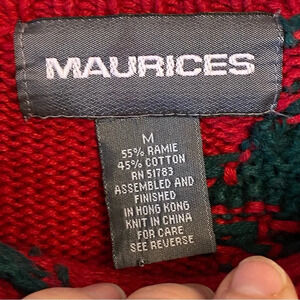 MAURICES
M
55% RAMIE
45% COTTON
RN 51783
ASSEMBLED AND
FINISHED
IN HONG KONG
KNIT IN CHINA
FOR CARE
SEE REVERSE